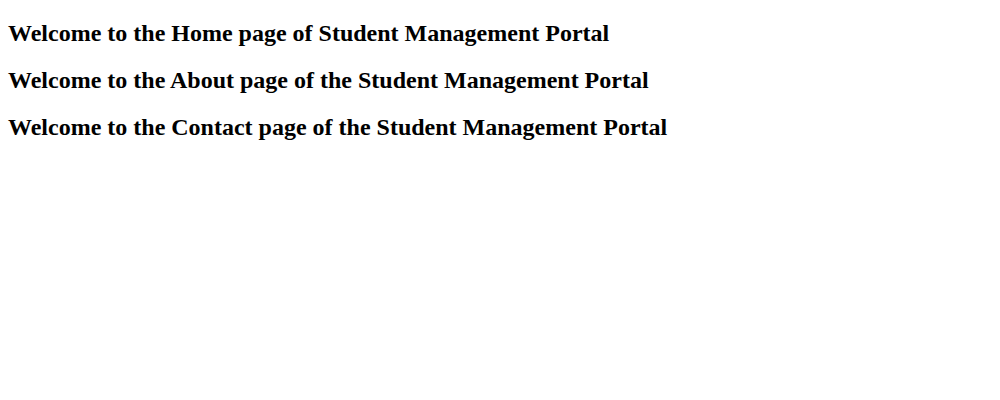 Welcome to the Home page of Student Management Portal
Welcome to the About page of the Student Management Portal
Welcome to the Contact page of the Student Management Portal